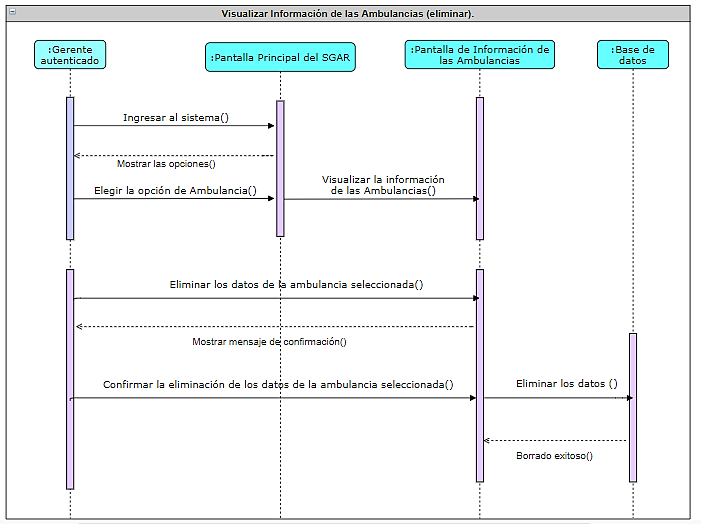 Visualizar Información de las Ambulancias (eliminar).
:Gerente
autenticado
:Pantalla Principal del SGAR
:Pantalla de Información de
las Ambulancias
:Base de
datos
Ingresar al sistema()
Mostrar las opciones()
Elegir la opción de Ambulancia()
Visualizar la información
de las Ambulancias()
Eliminar los datos de la ambulancia seleccionada()
Mostrar mensaje de confirmación()
Confirmar la eliminación de los datos de la ambulancia seleccionada()
Eliminar los datos ()
Borrado exitoso()